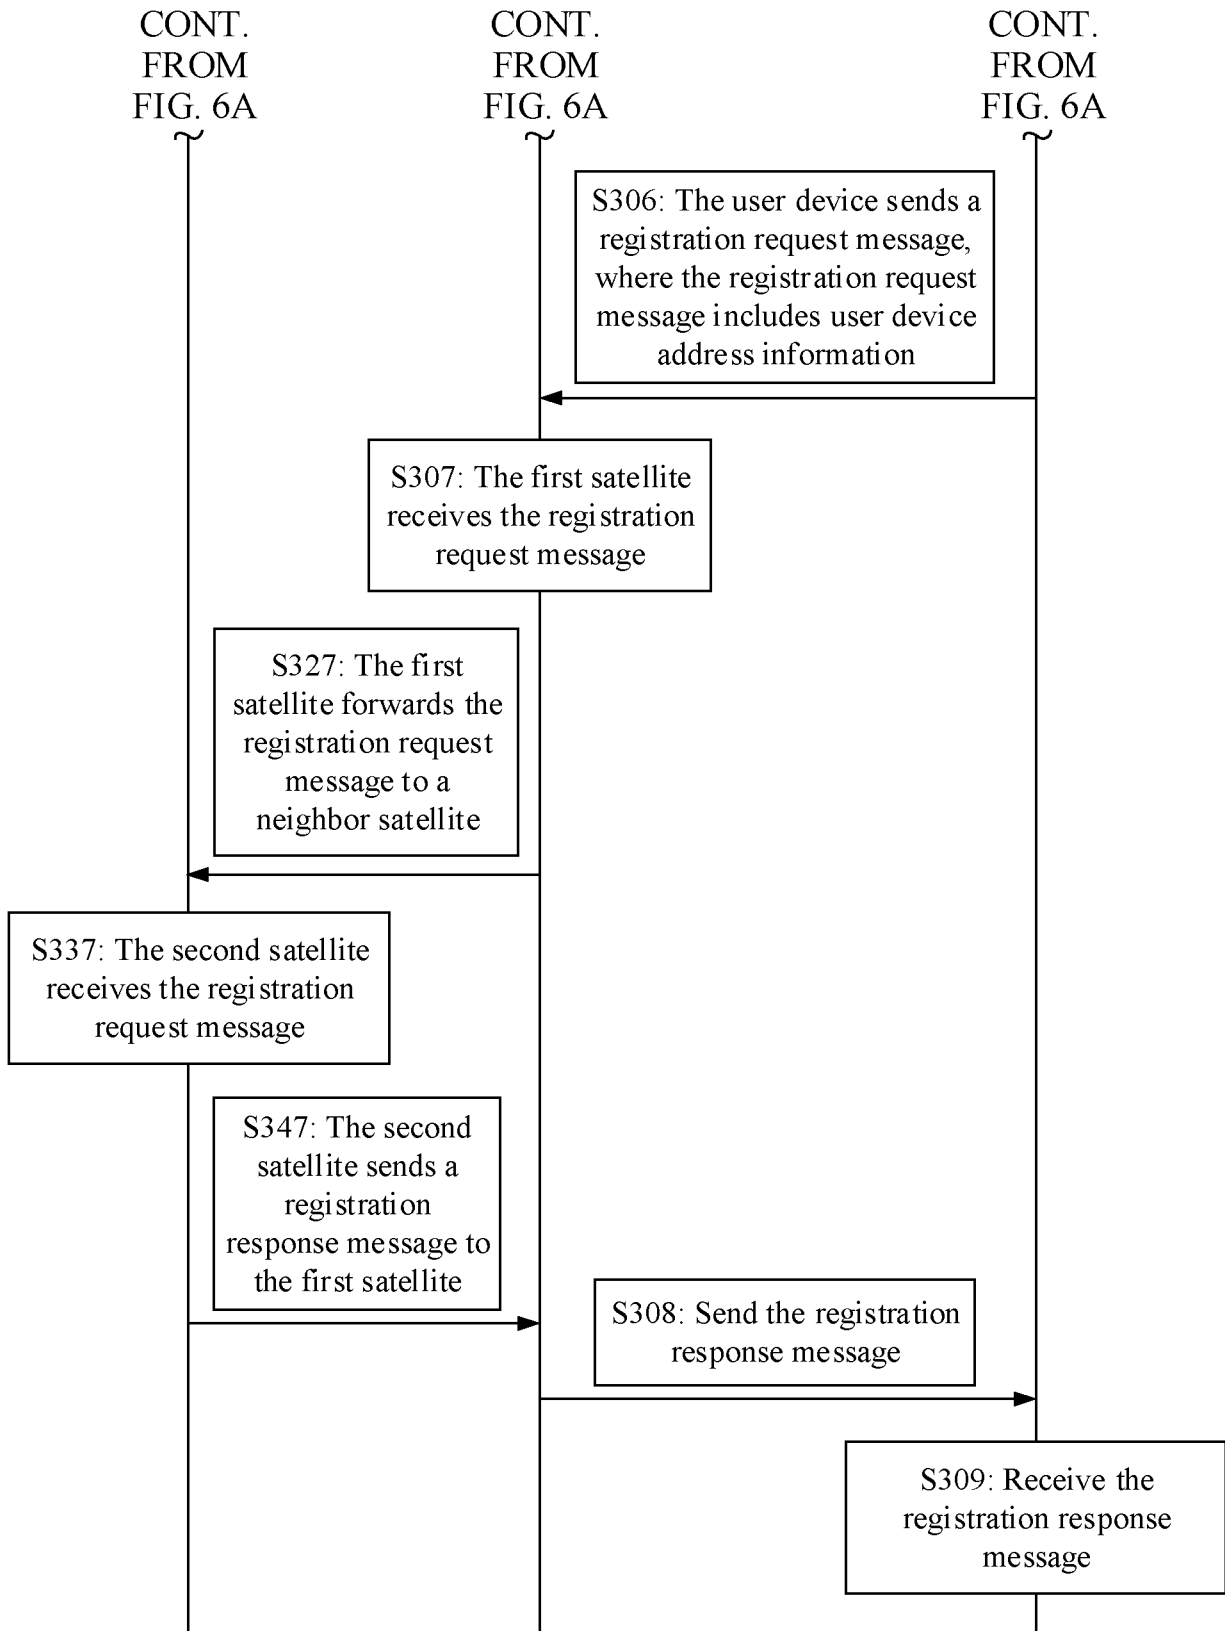 CONT.
FROM
FIG. 6A
CONT.
FROM
FIG. 6A
CONT.
FROM
FIG. 6A
S306: The user device sends a
registration request message,
where the registration request
message includes user device
address information
S307: The first satellite
receives the registration
request message
S327: The first
satellite forwards the
registration request
message to a
neighbor satellite
S337: The second satellite
receives the registration
request message
S347: The second
satellite sends a
registration
response message to
the first satellite
S308: Send the registration
response message
S309: Receive the
registration response
message